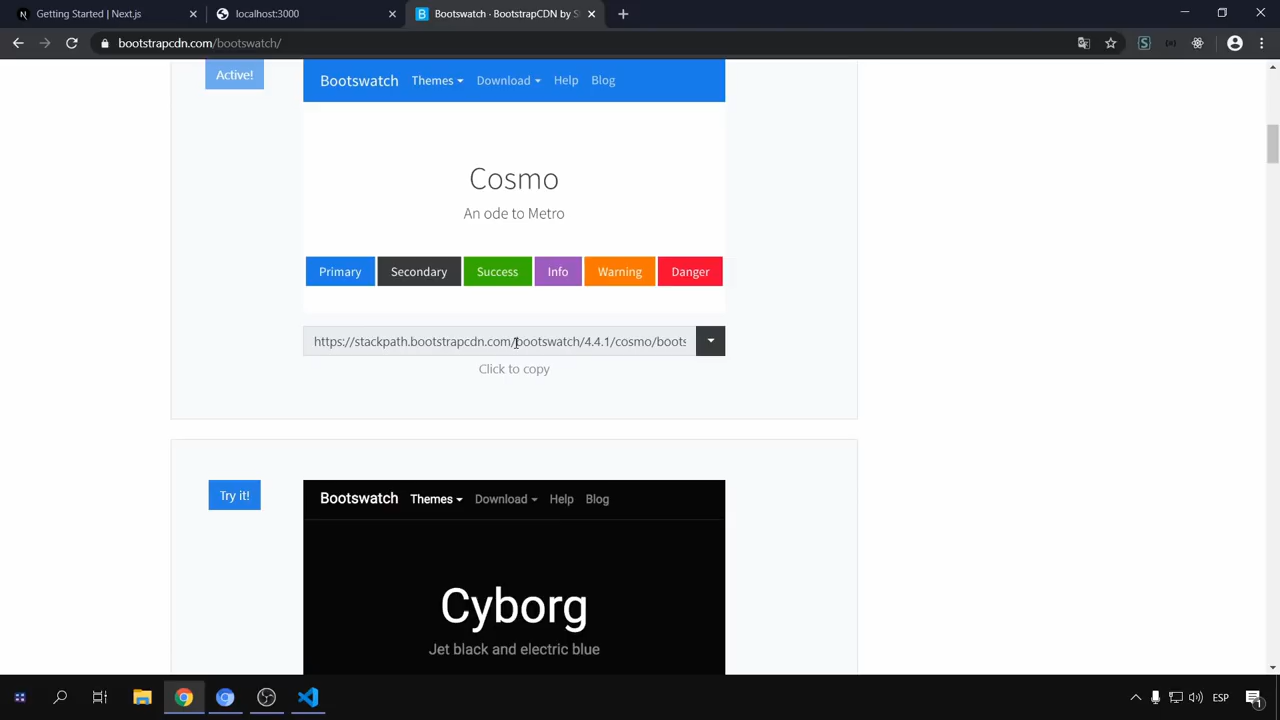 Getting Started | Next.js
localhost:3000
Bootswatch · BootstrapCDN by S
bootstrapcdn.com/bootswatch/
Active!
Bootswatch Themes Download Help Blog
Cosmo
An ode to Metro
Primary Secondary Success Info Warning Danger
https://stackpath.bootstrapcdn.com/bootswatch/4.4.1/cosmo/boots
Click to copy
Try it!
Bootswatch Themes Download Help Blog
Cyborg
Jet black and electric blue
ESP
1